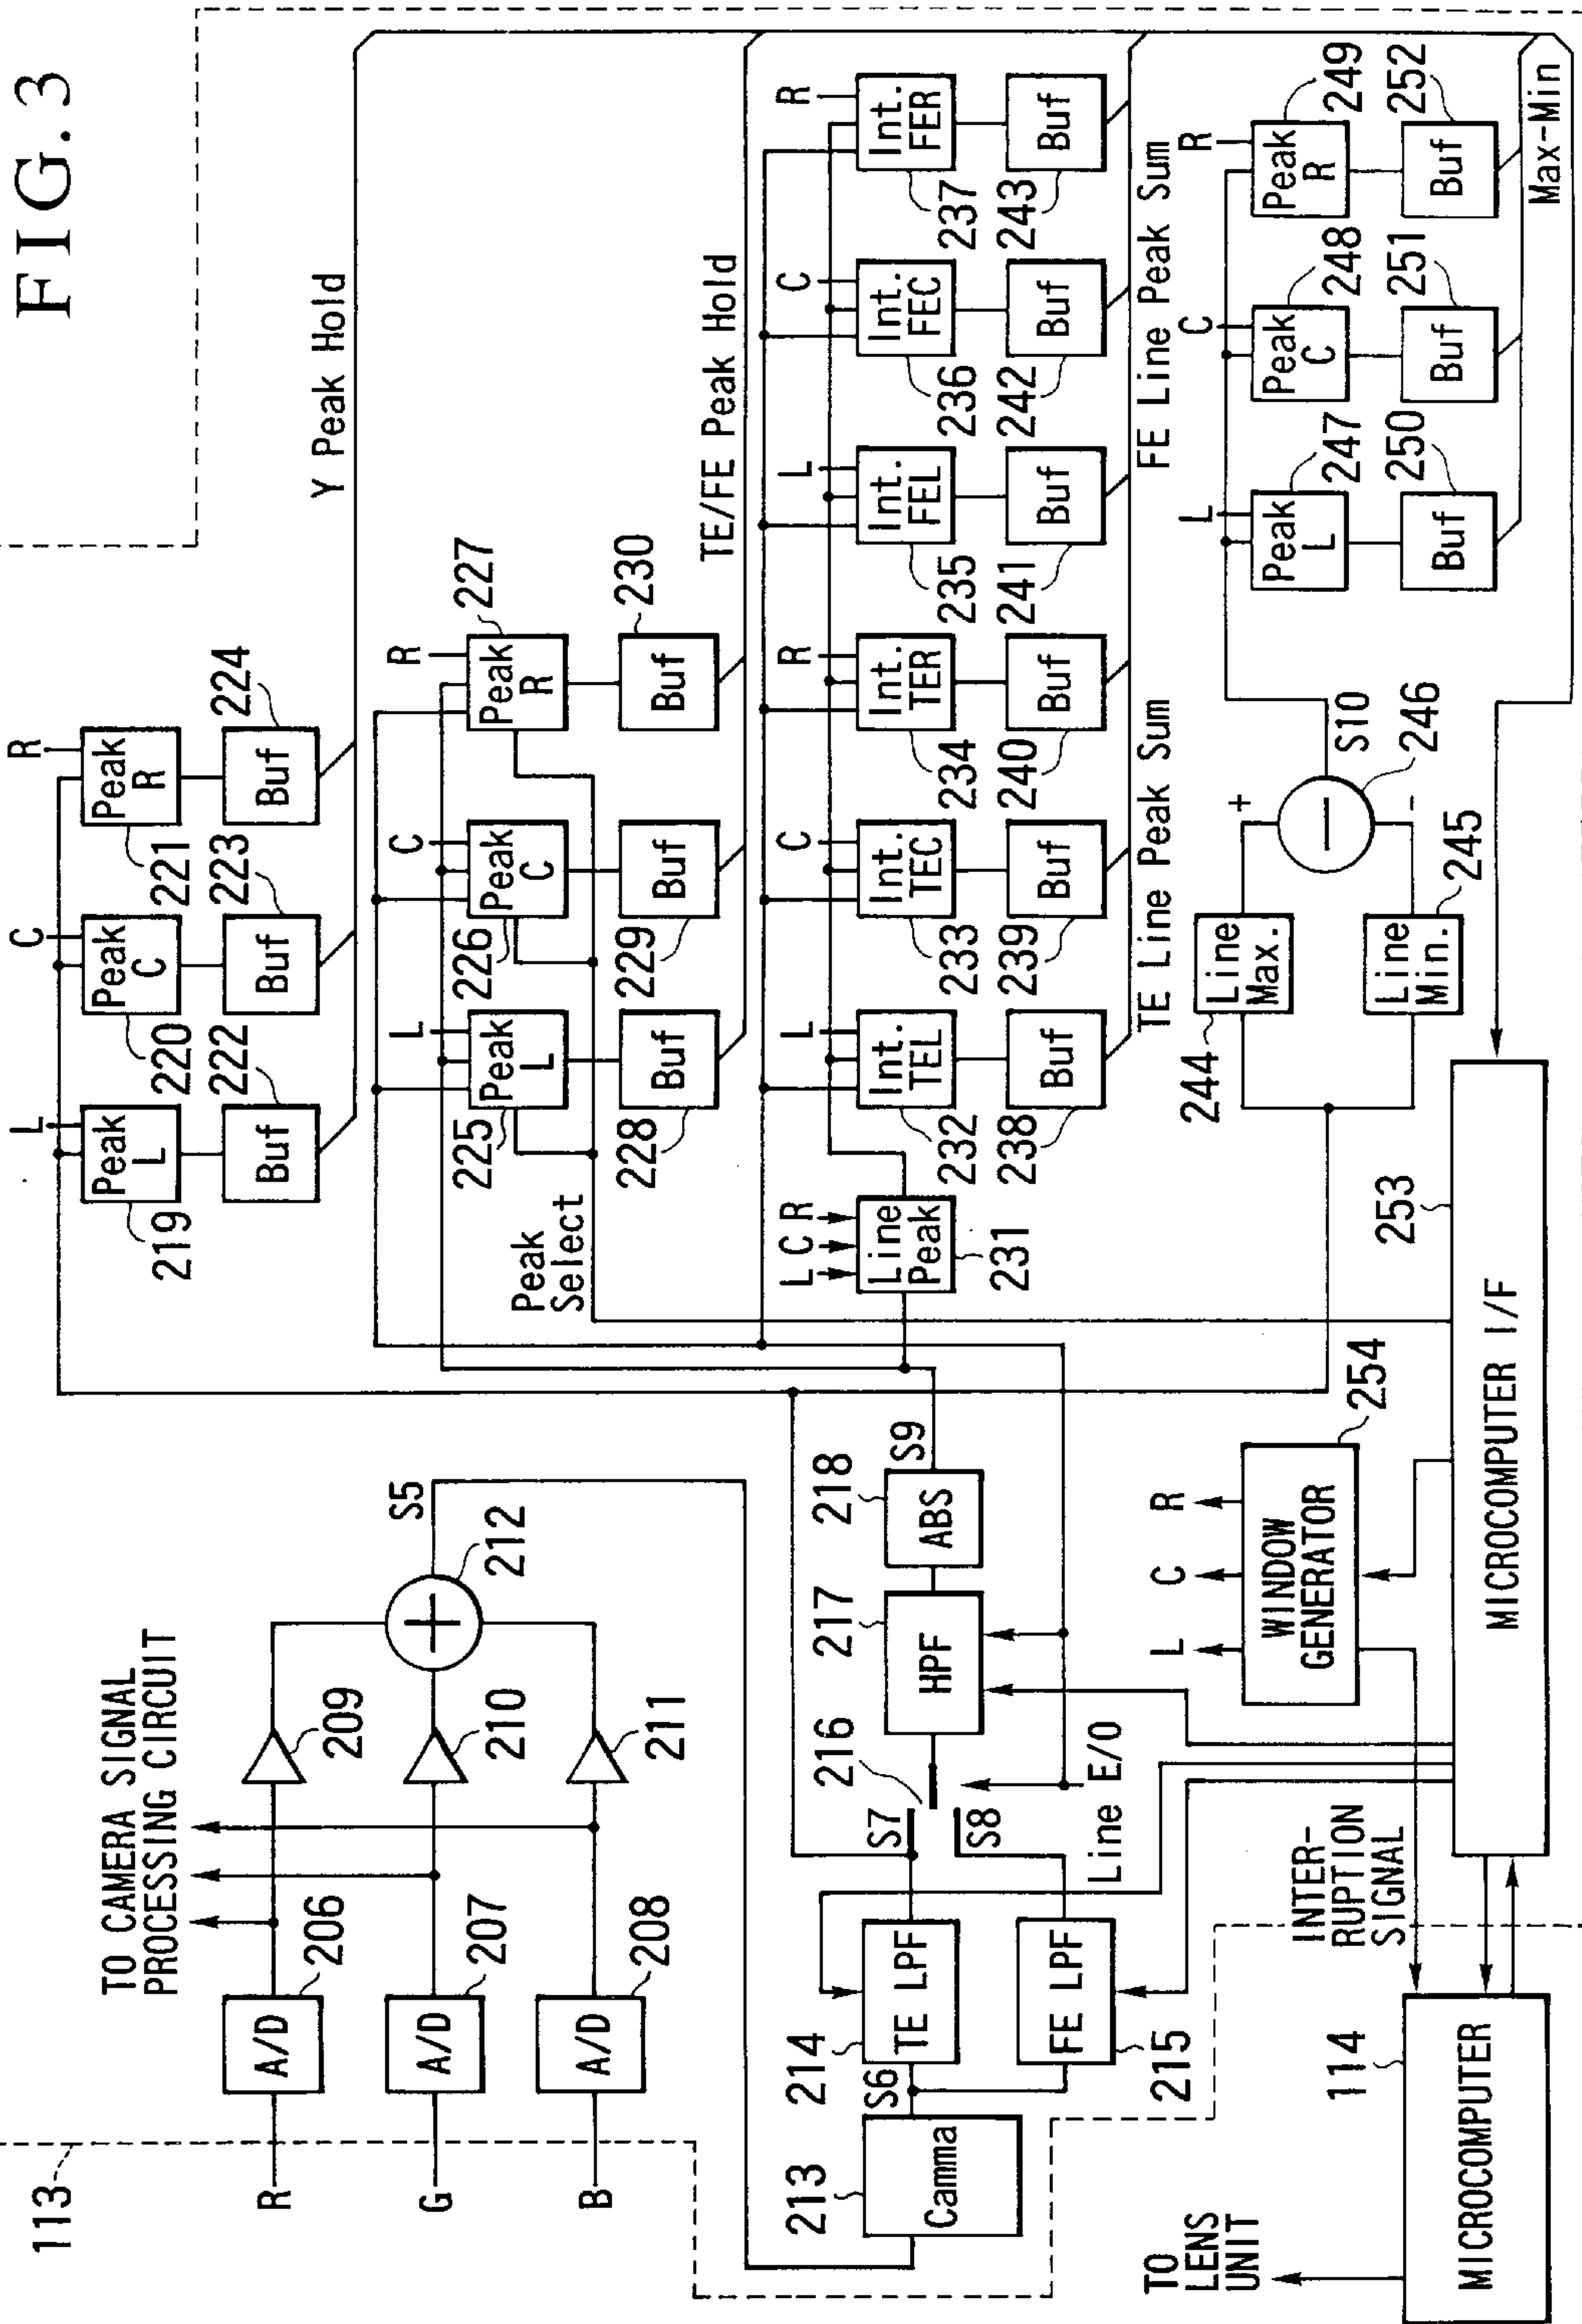 FIG.3
113
R
G
B
A/D
206
A/D
207
A/D
208
TO CAMERA SIGNAL
PROCESSING CIRCUIT
209
210
211
212
S5
213
Camma
S6
214
TE LPF
FE LPF
215
S7
S8
216
Line E/O
217
HPF
218
ABS
S9
L
C
R
Peak
L
219
Peak
C
220
Peak
R
221
Buf
222
Buf
223
Buf
224
Y Peak Hold
L
C
R
Peak
L
225
Peak
C
226
Peak
R
227
Buf
228
Buf
229
Buf
230
TE/FE Peak Hold
Peak
Select
L C R
Line
Peak
231
L
C
R
L
C
R
Int.
TEL
232
Int.
TEC
233
Int.
TER
234
Int.
FEL
235
Int.
FEC
236
Int.
FER
237
Buf
238
Buf
239
Buf
240
Buf
241
Buf
242
Buf
243
TE Line Peak Sum
FE Line Peak Sum
244
Line
Max.
Line
Min.
245
+
-
246
S10
L
C
R
Peak
L
247
Peak
C
248
Peak
R
249
Buf
250
Buf
251
Buf
252
Max-Min
L
C
R
WINDOW
GENERATOR
254
INTER-
RUPTION
SIGNAL
MICROCOMPUTER I/F
253
TO
LENS
UNIT
114
MICROCOMPUTER